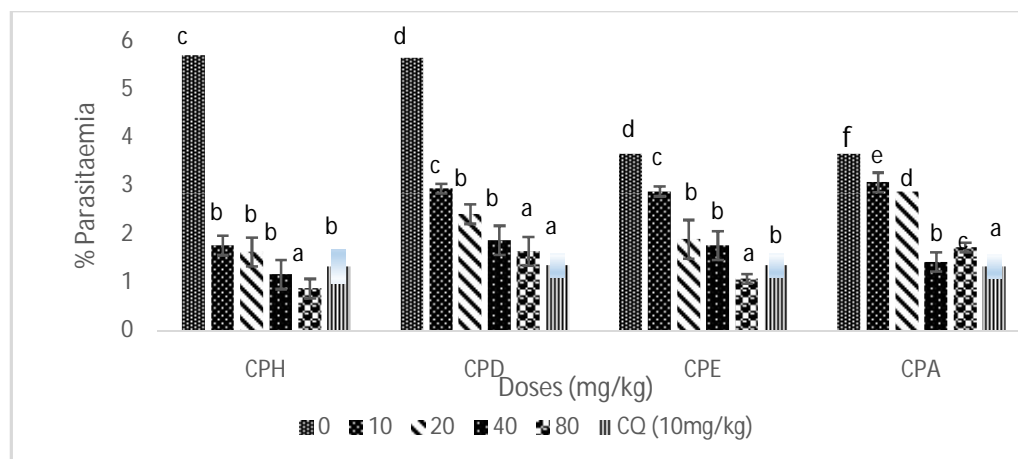 % Parasitaemia
6
5
4
3
2
1
0
c b b a b
d c b b a a
d c b b a b
f e d b c a
CPH CPD CPE CPA
Doses (mg/kg)
0 10 20 40 80 CQ (10mg/kg)